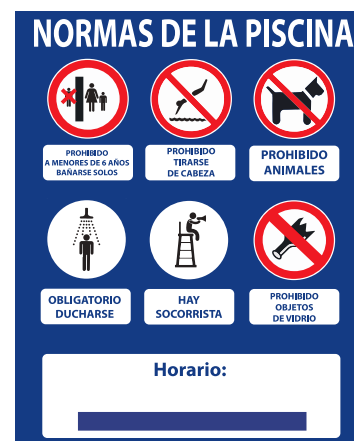 NORMAS DE LA PISCINA
PROHIBIDO
A MENORES DE 6 AÑOS
BAÑARSE SOLOS
PROHIBIDO
TIRARSE
DE CABEZA
PROHIBIDO
ANIMALES
OBLIGATORIO
DUCHARSE
HAY
SOCORRISTA
PROHIBIDO
OBJETOS
DE VIDRIO
Horario: